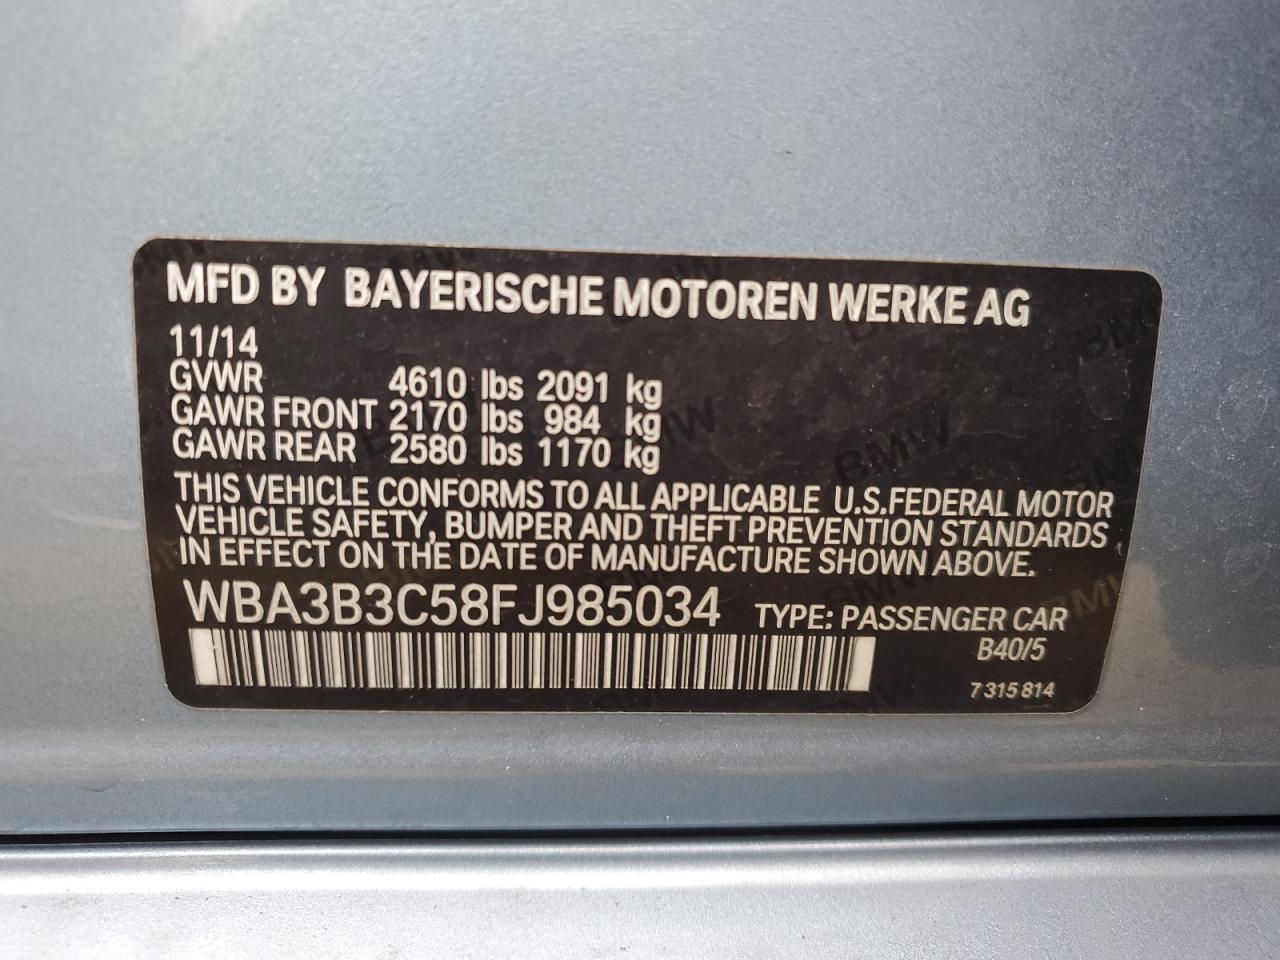 MFD BY BAYERISCHE MOTOREN WERKE AG
11/14
GVWR 4610 lbs 2091 kg
GAWR FRONT 2170 lbs 984 kg
GAWR REAR 2580 lbs 1170 kg
THIS VEHICLE CONFORMS TO ALL APPLICABLE U.S.FEDERAL MOTOR
VEHICLE SAFETY, BUMPER AND THEFT PREVENTION STANDARDS
IN EFFECT ON THE DATE OF MANUFACTURE SHOWN ABOVE.
WBA3B3C58FJ985034 TYPE: PASSENGER CAR
B40/5
7 315 814